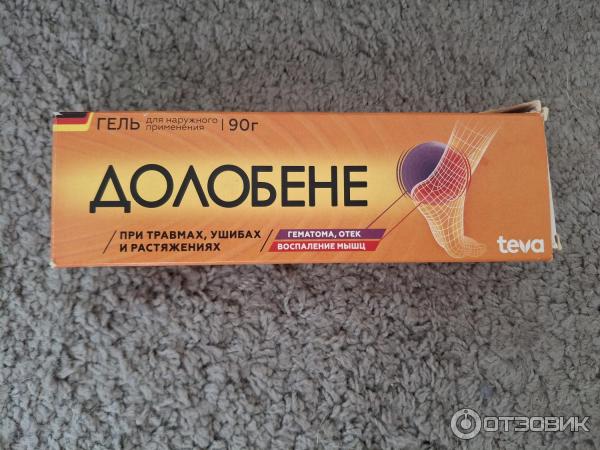 ГЕЛЬ для наружного применения | 90г
ДОЛОБЕНЕ
/ ПРИ ТРАВМАХ, УШИБАХ
/ И РАСТЯЖЕНИЯХ
ГЕМАТОМА, ОТЕК
ВОСПАЛЕНИЕ МЫШЦ
teva
ОТЗОВИК